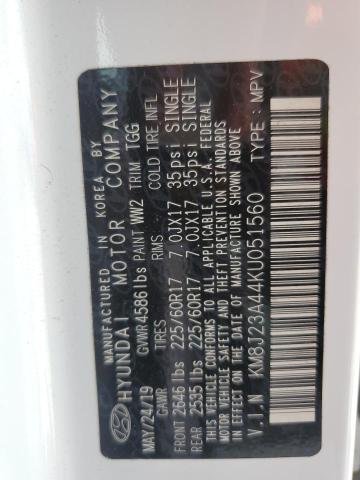 MANUFACTURED IN KOREA BY
HYUNDAI MOTOR COMPANY
MAY/24/19 GVWR 4586lbs PAINT WW2 TRIM TGG
GAWR TIRES RIMS COLD TIRE INFL
FRONT 2646 lbs 225/60R17 7.0JX17 35psi SINGLE
REAR 2535 lbs 225/60R17 7.0JX17 35psi SINGLE
THIS VEHICLE CONFORMS TO ALL APPLICABLE U.S.A. FEDERAL
MOTOR VEHICLE SAFETY AND THEFT PREVENTION STANDARDS
IN EFFECT ON THE DATE OF MANUFACTURE SHOWN ABOVE.
V.I.N : KM8J23A44KU051560 TYPE : MPV